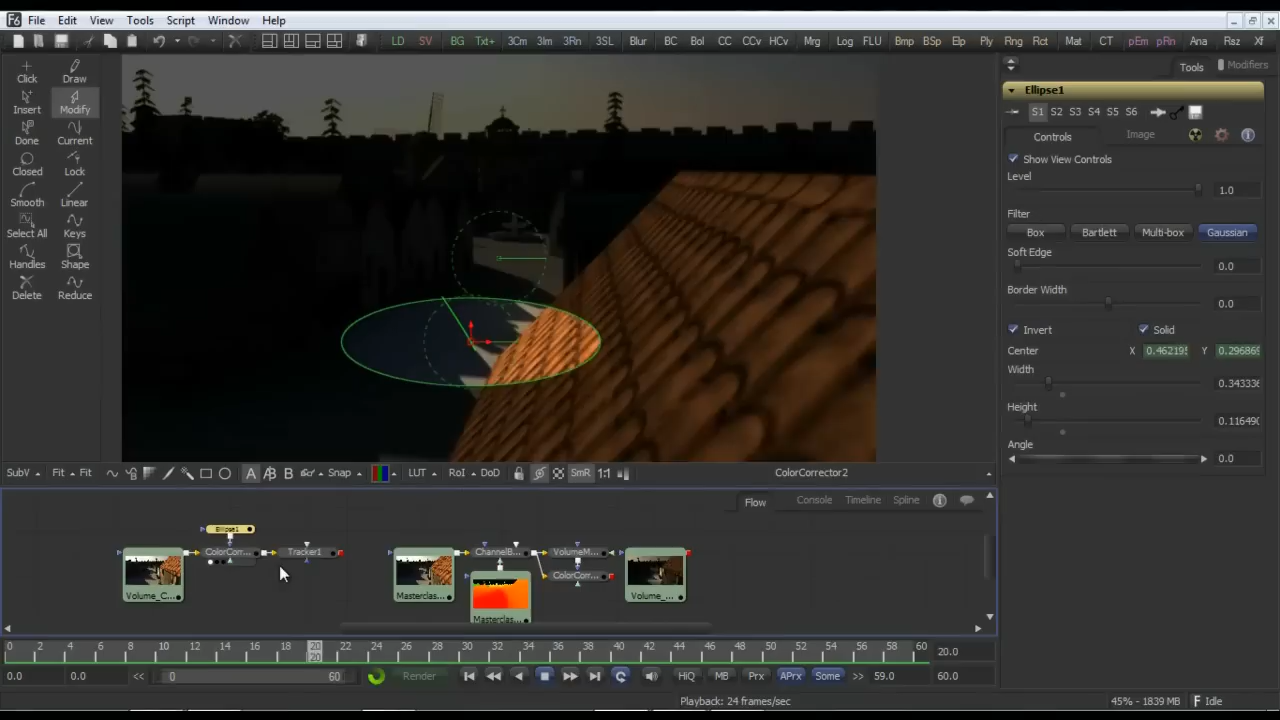 File Edit View Tools Script Window Help
LD SV BG Txt+ 3Cm 3Im 3Rn 3SL Blur BC Bol CC CCv HCv Mrg Log FLU Bmp BSp Elp Ply Rng Rct Mat CT pEm pRn Ana Rsz Xf
Click Draw
Insert Modify
Done Current
Closed Lock
Smooth Linear
Select All Keys
Handles Shape
Delete Reduce
Tools Modifiers
Ellipse1
S1 S2 S3 S4 S5 S6
Controls Image
Show View Controls
Level
1.0
Filter
Box Bartlett Multi-box Gaussian
Soft Edge
0.0
Border Width
0.0
Invert Solid
Center X 0.462195 Y 0.296869
Width
0.343336
Height
0.116490
Angle
0.0
SubV Fit Fit A B B Snap LUT RoI DoD SmR 1:1 ColorCorrector2
Flow Console Timeline Spline
Ellipse1
ColorCorr... Tracker1 ChannelB... VolumeM...
ColorCorr...
Volume_C... Masterclas... Volume_...
Masterclas...
0 2 4 6 8 10 12 14 16 18 20 22 24 26 28 30 32 34 36 38 40 42 44 46 48 50 52 54 56 58 60
20
20.0
0.0 0.0 << 0 60 Render HiQ MB Prx APrx Some >> 59.0 60.0
Playback: 24 frames/sec 45% - 1839 MB Idle